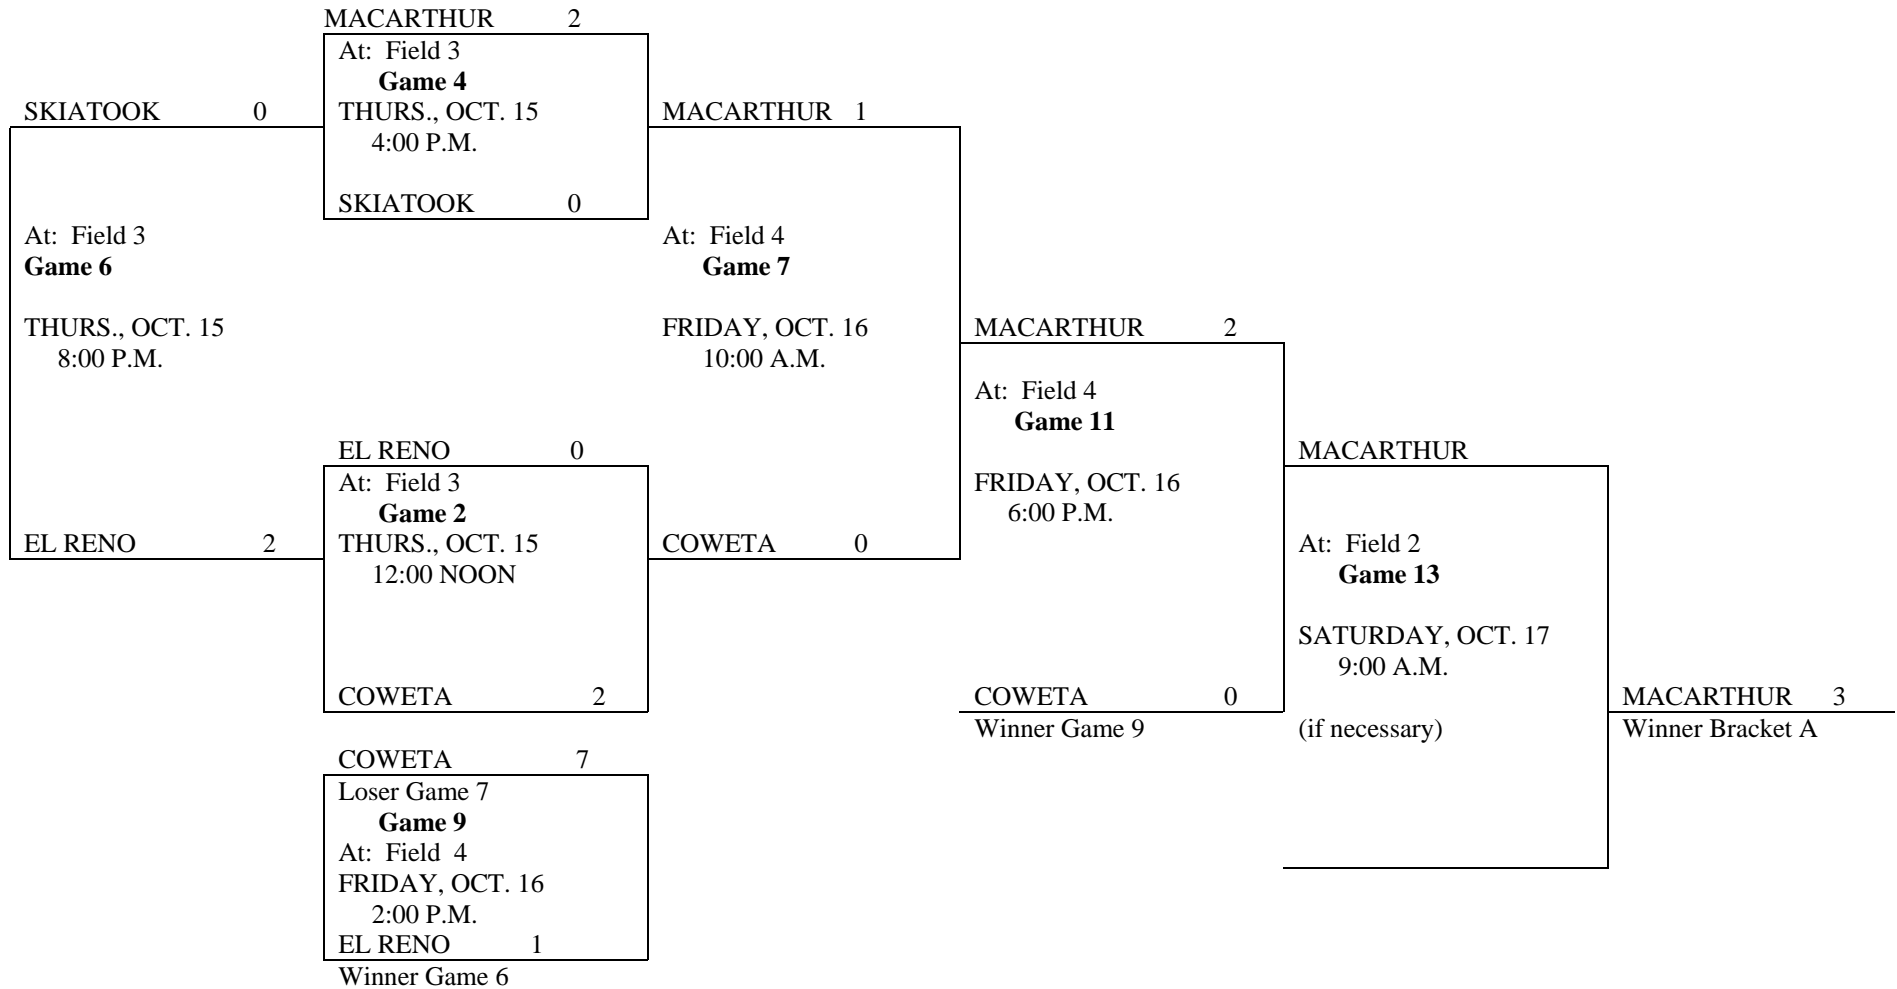 MACARTHUR 2
At: Field 3
Game 4
THURS., OCT. 15
4:00 P.M.
SKIATOOK 0
SKIATOOK 0
At: Field 3
Game 6
THURS., OCT. 15
8:00 P.M.
EL RENO 2
EL RENO 0
At: Field 3
Game 2
THURS., OCT. 15
12:00 NOON
COWETA 2
COWETA 7
Loser Game 7
Game 9
At: Field 4
FRIDAY, OCT. 16
2:00 P.M.
EL RENO 1
Winner Game 6
MACARTHUR 1
At: Field 4
Game 7
FRIDAY, OCT. 16
10:00 A.M.
COWETA 0
MACARTHUR 2
At: Field 4
Game 11
FRIDAY, OCT. 16
6:00 P.M.
COWETA 0
Winner Game 9
MACARTHUR
At: Field 2
Game 13
SATURDAY, OCT. 17
9:00 A.M.
(if necessary)
MACARTHUR 3
Winner Bracket A